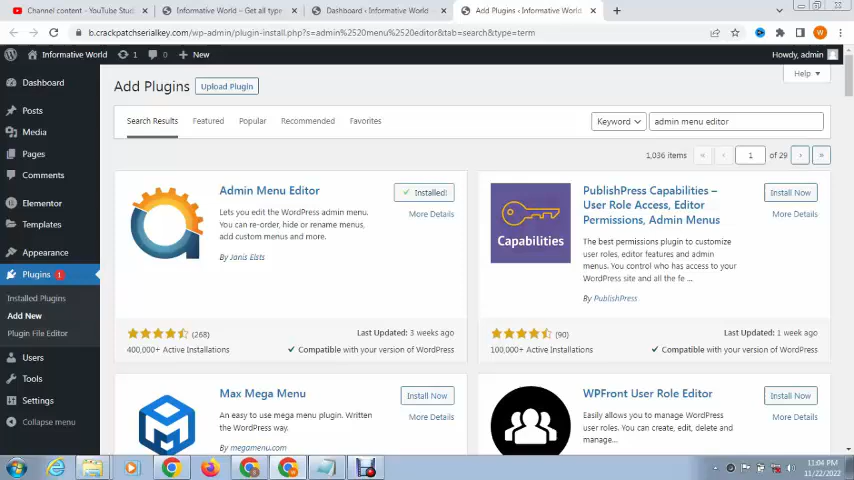 Channel content - YouTube Stud
Informative World – Get all type
Dashboard ‹ Informative World
Add Plugins ‹ Informative World
b.crackpatchserialkey.com/wp-admin/plugin-install.php?s=admin%2520menu%2520editor&tab=search&type=term
W
Informative World
1
0
New
Howdy, admin
Dashboard
Posts
Media
Pages
Comments
Elementor
Templates
Appearance
Plugins 1
Installed Plugins
Add New
Plugin File Editor
Users
Tools
Settings
Collapse menu
Add Plugins
Upload Plugin
Help
Search Results
Featured
Popular
Recommended
Favorites
Keyword
admin menu editor
1,036 items
«
‹
1
of 29
›
»
Admin Menu Editor
Installed!
More Details
Lets you edit the WordPress admin menu.
You can re-order, hide or rename menus,
add custom menus and more.
By Janis Elsts
(268)
400,000+ Active Installations
Last Updated: 3 weeks ago
Compatible with your version of WordPress
Capabilities
PublishPress Capabilities –
User Role Access, Editor
Permissions, Admin Menus
Install Now
More Details
The best permissions plugin to customize
user roles, editor features and admin
menus. You control who has access to your
WordPress site and all the fe ...
By PublishPress
(90)
100,000+ Active Installations
Last Updated: 1 week ago
Compatible with your version of WordPress
Max Mega Menu
Install Now
More Details
An easy to use mega menu plugin. Written
the WordPress way.
By megamenu.com
WPFront User Role Editor
Install Now
More Details
Easily allows you to manage WordPress
user roles. You can create, edit, delete and
manage...
11:04 PM
11/22/2022